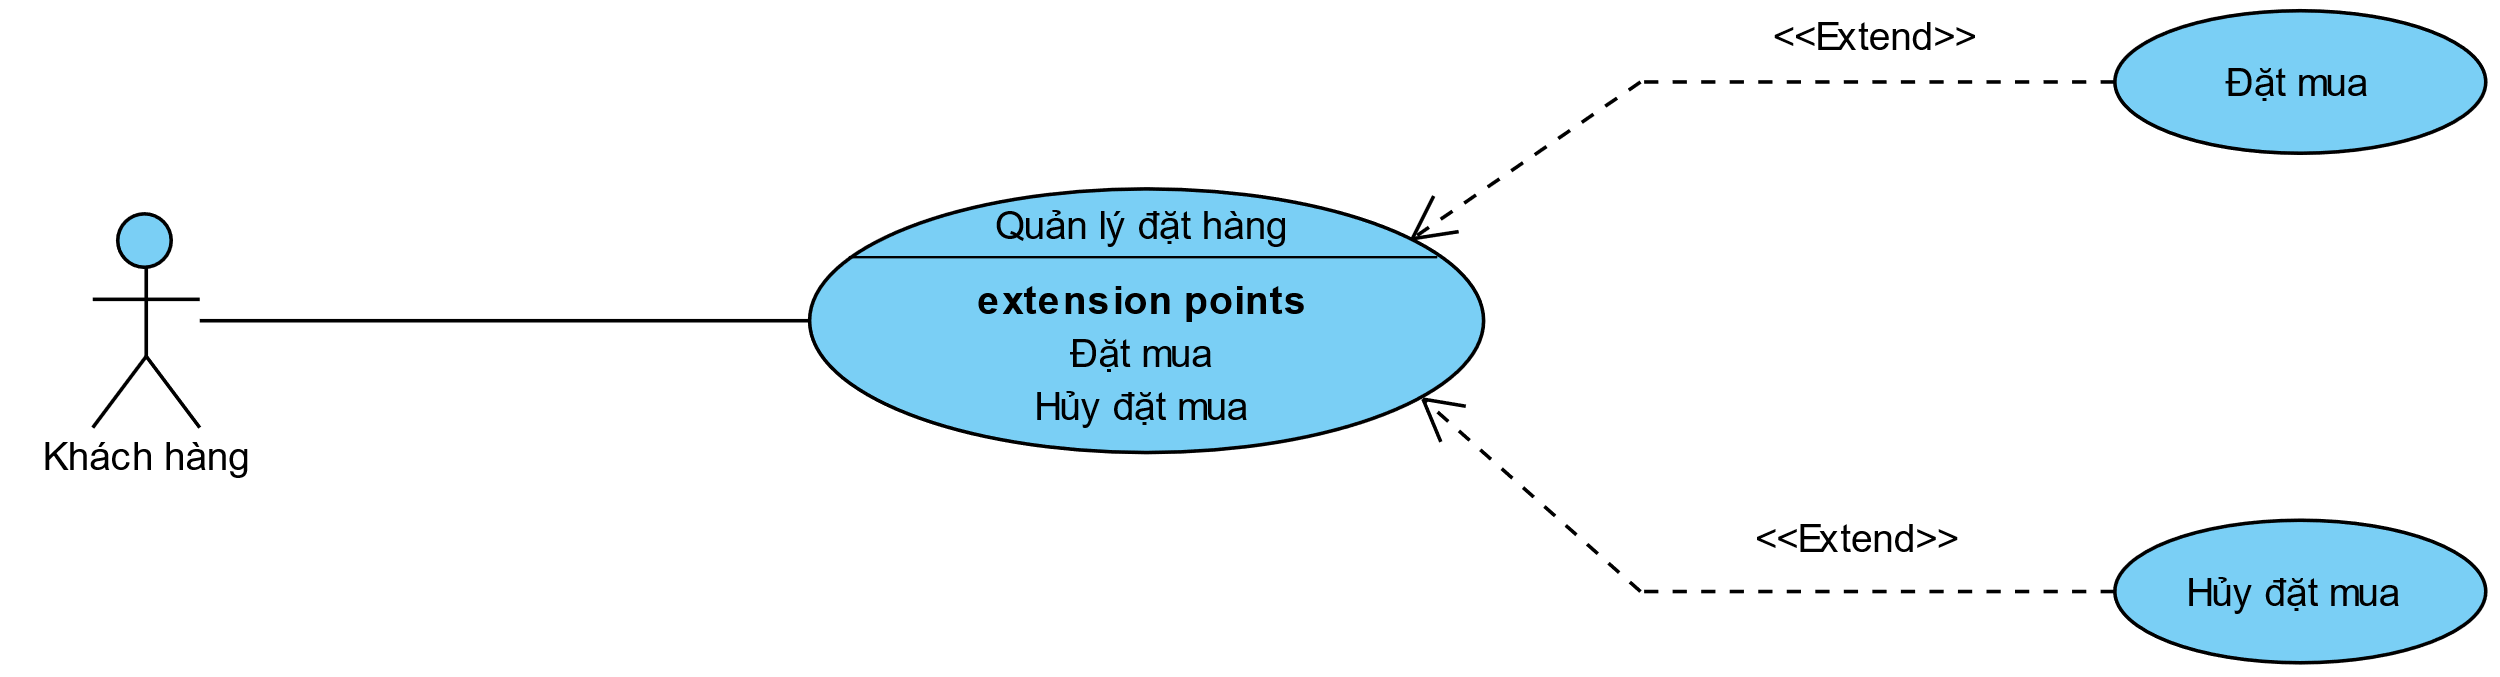 <<Extend>>
Đặt mua
Quản lý đặt hàng
extension points
Đặt mua
Hủy đặt mua
Khách hàng
<<Extend>>
Hủy đặt mua